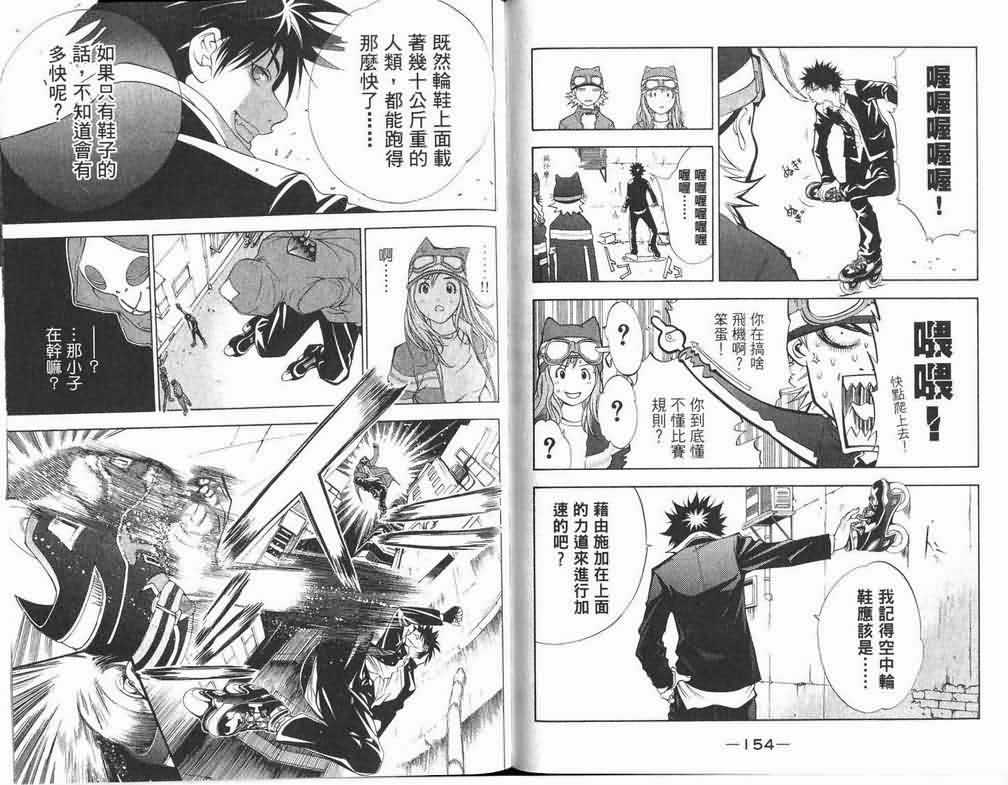 喔喔喔喔喔！
ぬぎ
ぬぎ
喔喔喔喔喔
喔喔……
喂喂！
快點爬上去！
你在搞啥
飛機啊？
笨蛋！
你到底懂
不懂比賽
規則？
？
？
？
我記得空中輪
鞋應該是……
藉由施加在上面
的力道來進行加
速的吧？
—154—
既然輪鞋上面載
著幾十公斤重的
人類，都能跑得
那麼快了……
如果只有鞋子的
話，不知道會有
多快呢？
……!!
啊……
——？
…那小子
在幹嘛？